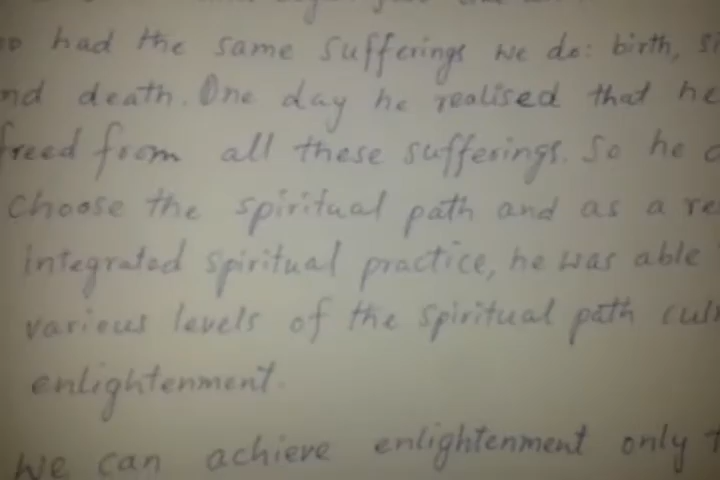 had the same sufferings we do: birth,
nd death. One day he realised that he
freed from all these sufferings. So he
choose the spiritual path and as a re
integrated spiritual practice, he was able
various levels of the spiritual path cul
enlightenment.
We can achieve enlightenment only